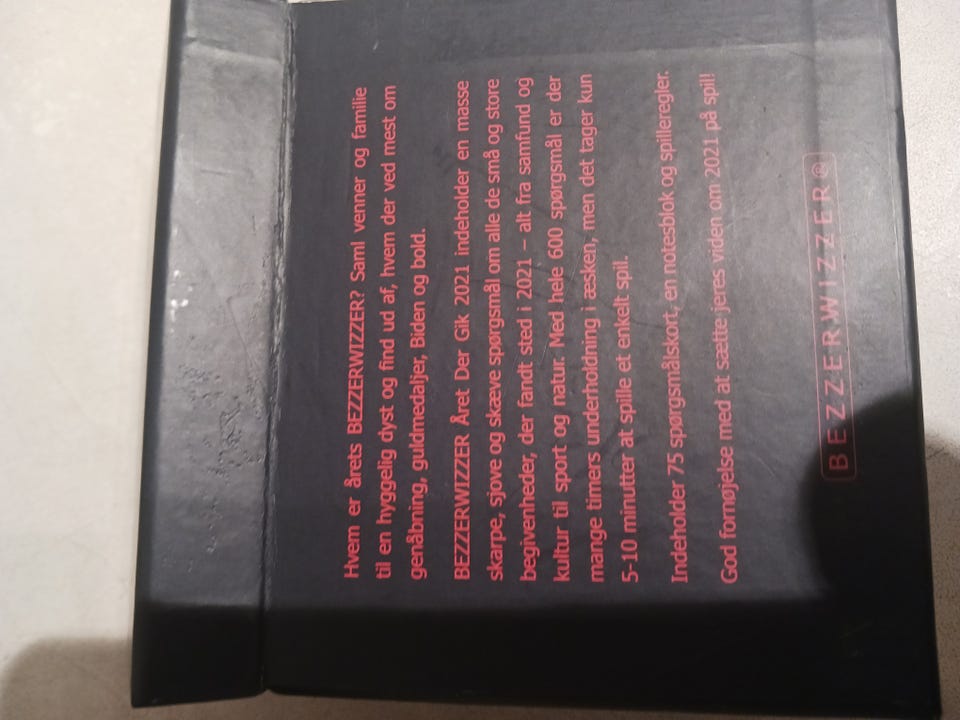 Hvem er årets BEZZERWIZZER? Saml venner og familie
til en hyggelig dyst og find ud af, hvem der ved mest om
genåbning, guldmedaljer, Biden og bold.
BEZZERWIZZER Året Der Gik 2021 indeholder en masse
skarpe, sjove og skæve spørgsmål om alle de små og store
begivenheder, der fandt sted i 2021 – alt fra samfund og
kultur til sport og natur. Med hele 600 spørgsmål er der
mange timers underholdning i æsken, men det tager kun
5-10 minutter at spille et enkelt spil.
Indeholder 75 spørgsmålskort, en notesblok og spilleregler.
God fornøjelse med at sætte jeres viden om 2021 på spil!
BEZZERWIZZER®